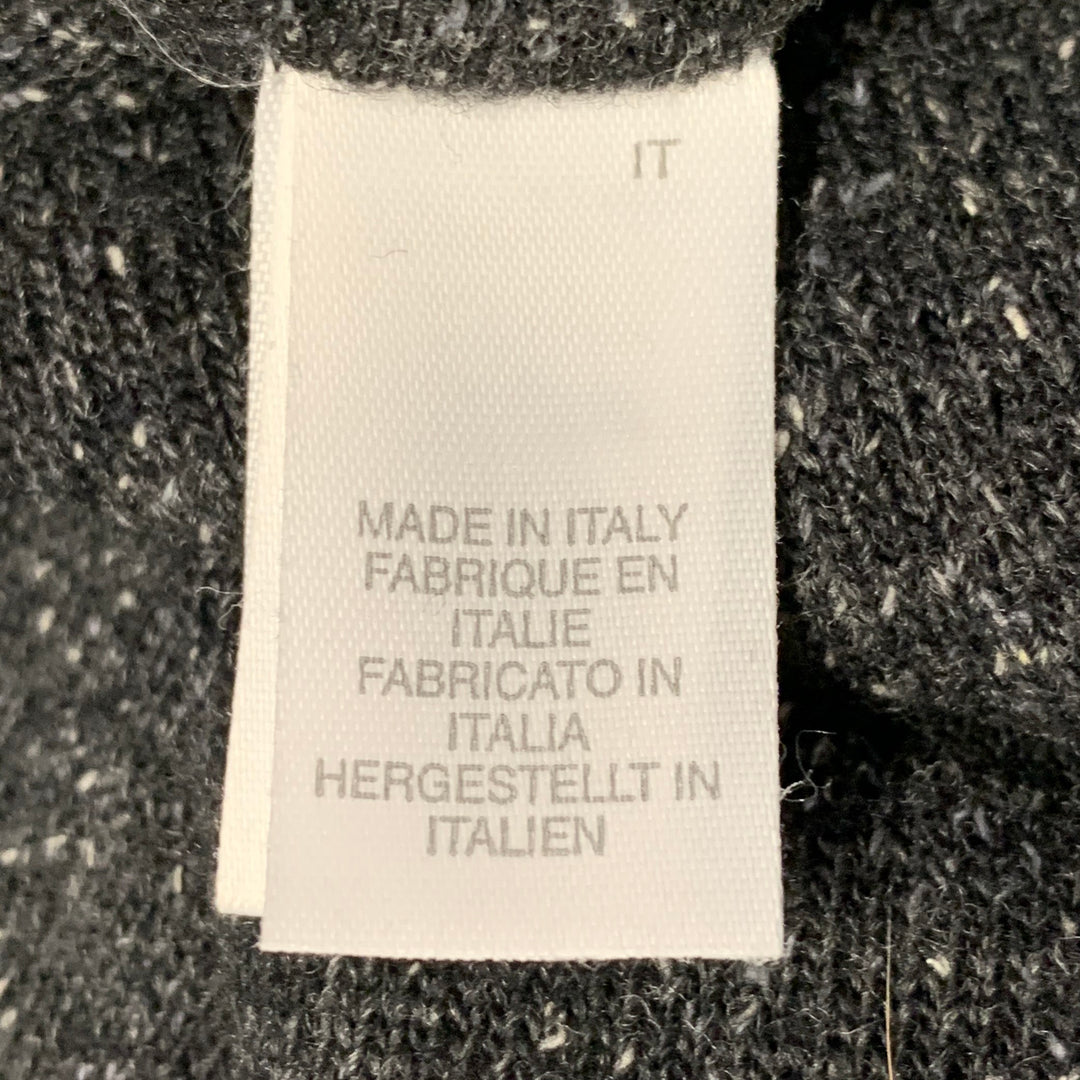 IT
MADE IN ITALY
FABRIQUE EN
ITALIE
FABRICATO IN
ITALIA
HERGESTELLT IN
ITALIEN